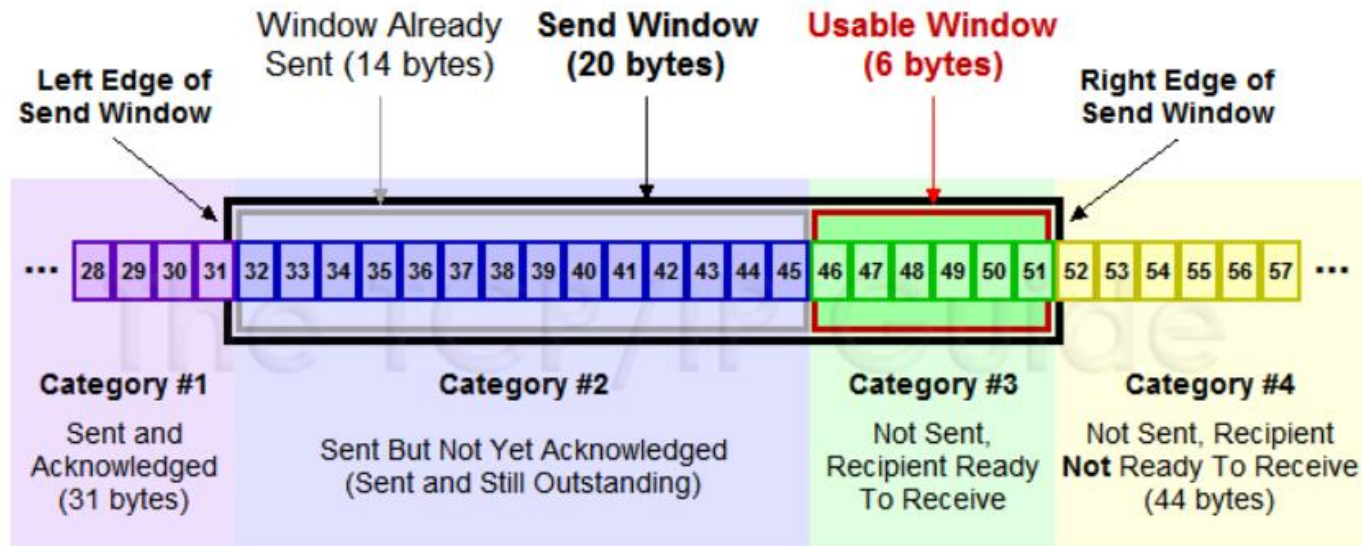 Window Already
Sent (14 bytes)
Send Window
(20 bytes)
Usable Window
(6 bytes)
Left Edge of
Send Window
Right Edge of
Send Window
... 28 29 30 31 32 33 34 35 36 37 38 39 40 41 42 43 44 45 46 47 48 49 50 51 52 53 54 55 56 57 ...
The TCP/IP Guide
Category #1
Sent and
Acknowledged
(31 bytes)
Category #2
Sent But Not Yet Acknowledged
(Sent and Still Outstanding)
Category #3
Not Sent,
Recipient Ready
To Receive
Category #4
Not Sent, Recipient
Not Ready To Receive
(44 bytes)